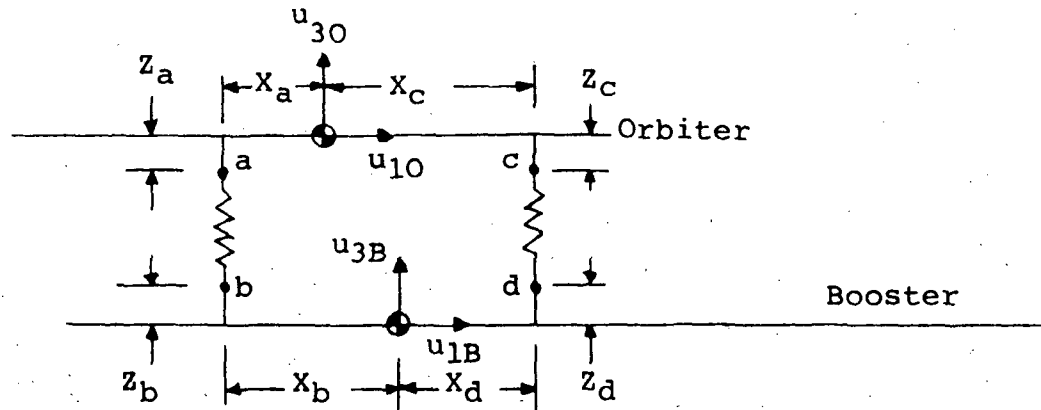 u30
Za
Xa
Xc
Zc
Orbiter
a
u10
c
u3B
b
d
Booster
u1B
Zb
Xb
Xd
Zd